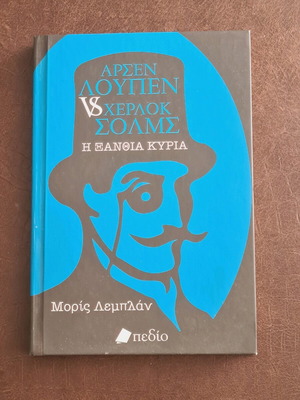 ΑΡΣΕΝ
ΛΟΥΠΕΝ
VS ΧΕΡΛΟΚ
ΣΟΛΜΣ
Η ΞΑΝΘΙΑ ΚΥΡΙΑ
Μορίς Λεμπλάν
πεδίο